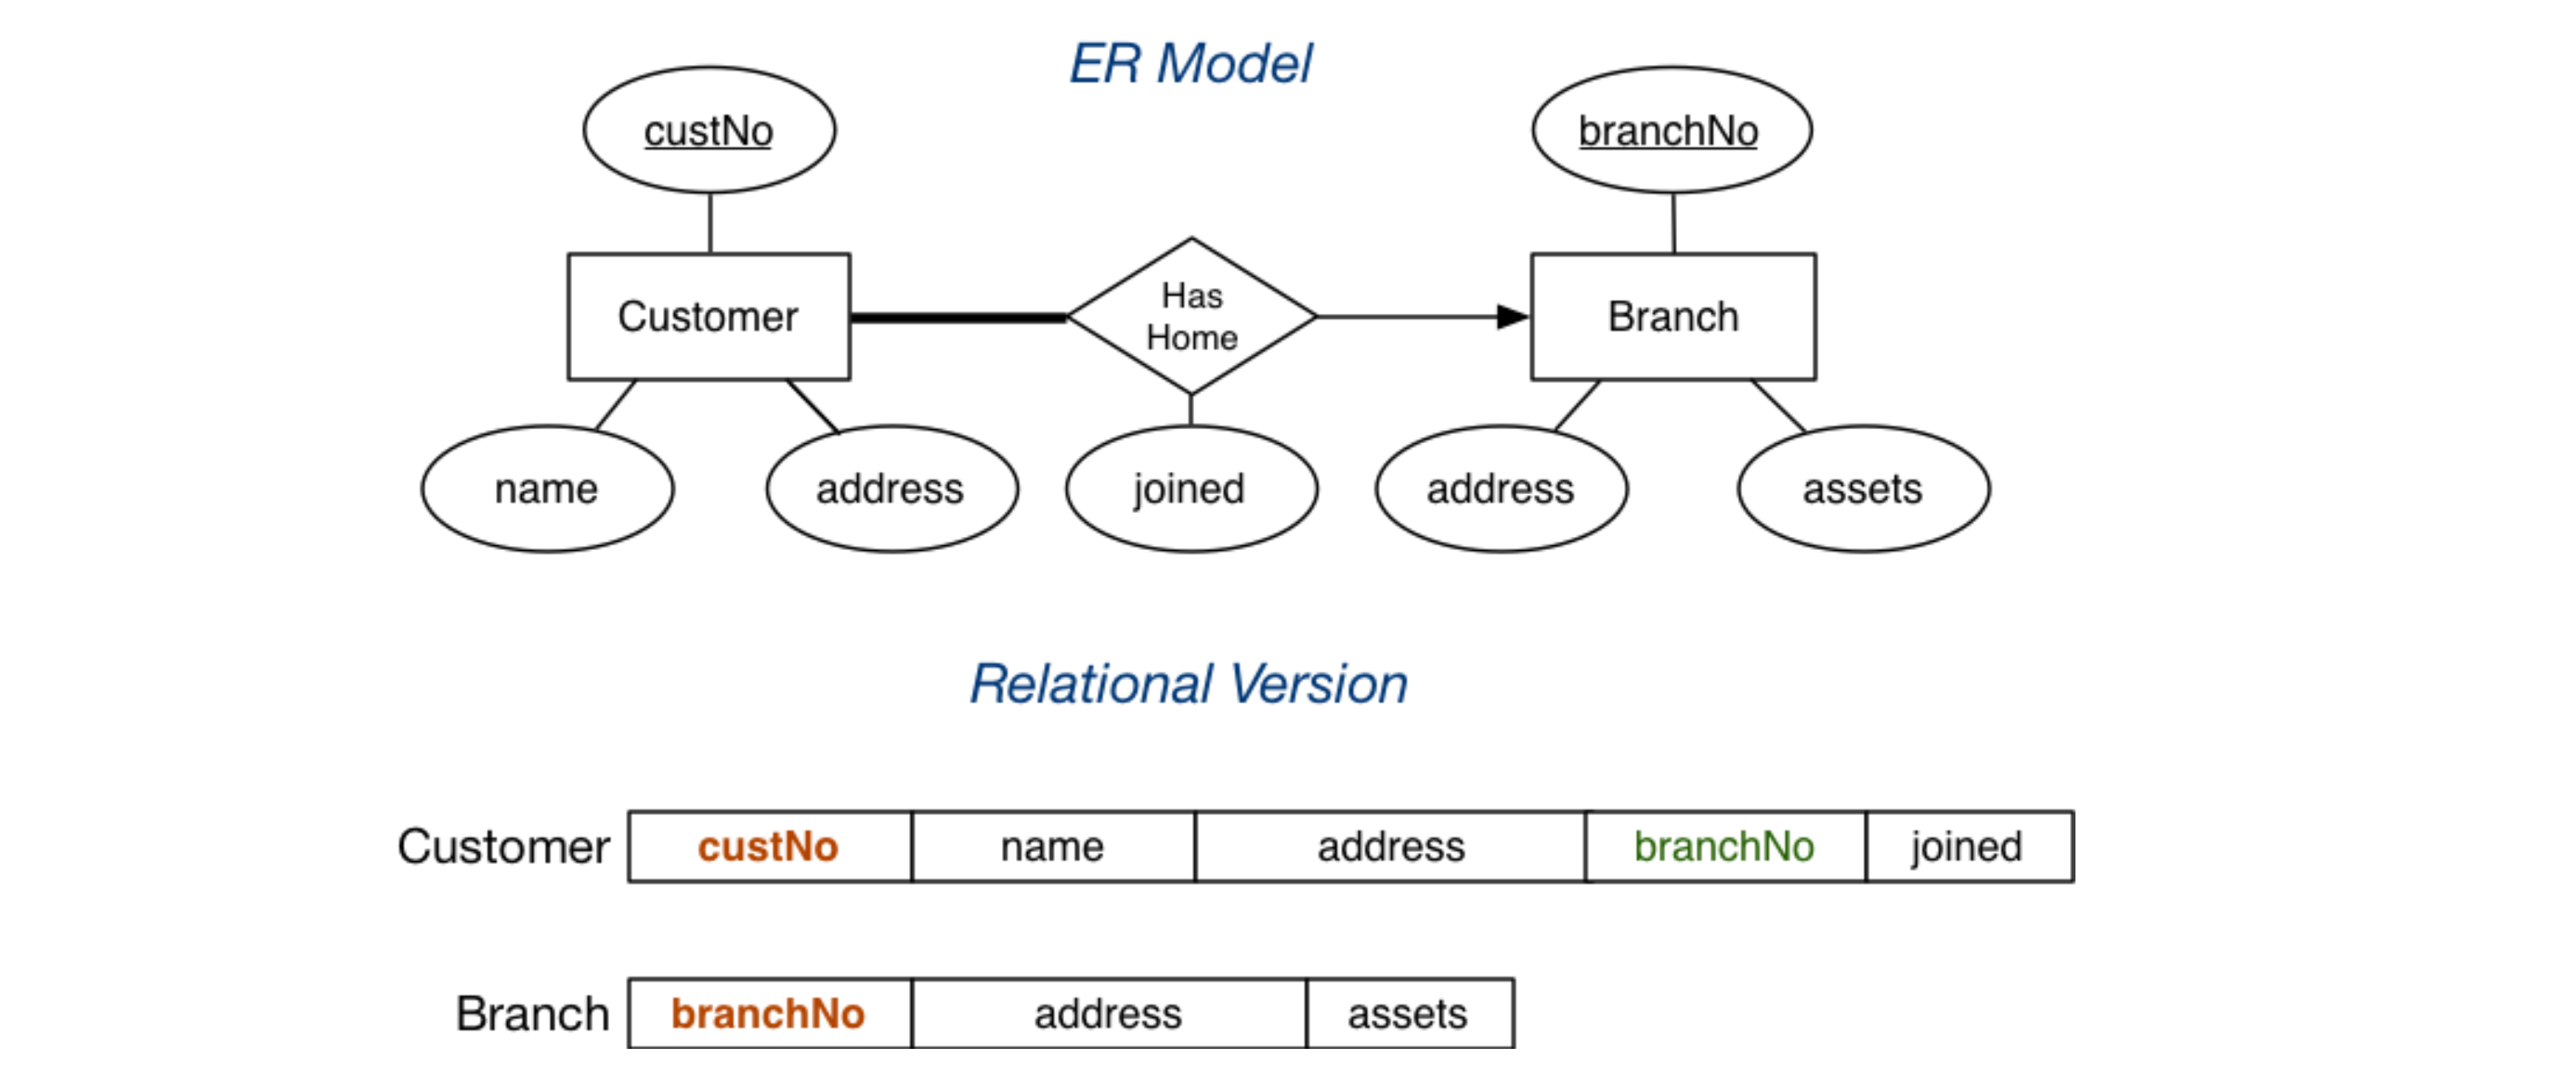 ER Model
custNo
branchNo
Customer
Has
Home
Branch
name
address
joined
address
assets
Relational Version
Customer custNo name address branchNo joined
Branch branchNo address assets